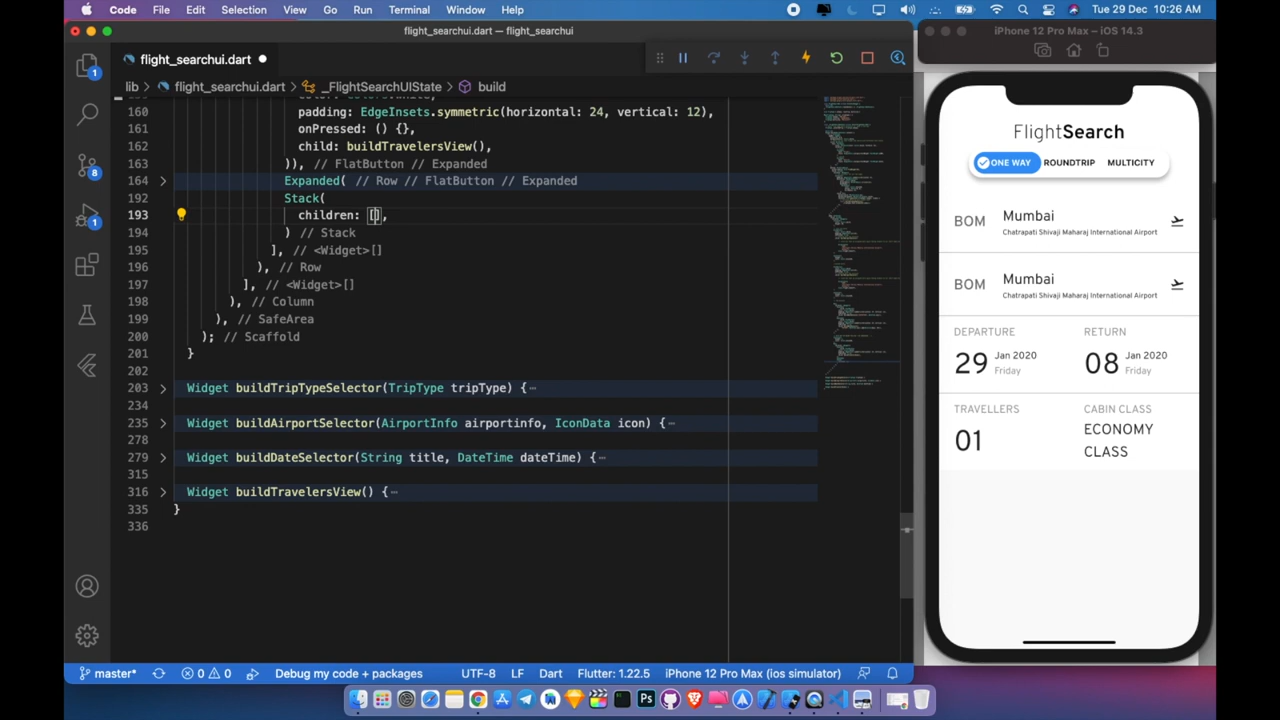 Code File Edit Selection View Go Run Terminal Window Help
Tue 29 Dec 10:26 AM
flight_searchui.dart — flight_searchui
flight_searchui.dart
lib > flight_searchui.dart > _FlightSearchUIState > build
160 padding: EdgeInsets.symmetric(horizontal: 24, vertical: 12),
161 onPressed: () {},
162 child: buildTravelersView(),
163 )), // FlatButton // Expanded
164 Expanded( // Row // FlatButton // Expanded
192 Stack(
193 children: [],
194 ) // Stack
195 ], // <Widget>[]
196 ), // Row
197 ], // <Widget>[]
198 ), // Column
199 ), // SafeArea
200 ); // Scaffold
201 }
202
203 Widget buildTripTypeSelector(TripType tripType) {⋯
234
235 Widget buildAirportSelector(AirportInfo airportinfo, IconData icon) {⋯
278
279 Widget buildDateSelector(String title, DateTime dateTime) {⋯
315
316 Widget buildTravelersView() {⋯
335 }
336
1
8
1
master* 0 0 Debug my code + packages UTF-8 LF Dart Flutter: 1.22.5 iPhone 12 Pro Max (ios simulator)
iPhone 12 Pro Max – iOS 14.3
FlightSearch
ONE WAY ROUNDTRIP MULTICITY
BOM Mumbai
Chatrapati Shivaji Maharaj International Airport
BOM Mumbai
Chatrapati Shivaji Maharaj International Airport
DEPARTURE RETURN
29 Jan 2020 Friday 08 Jan 2020 Friday
TRAVELLERS CABIN CLASS
01 ECONOMY
CLASS
Ps